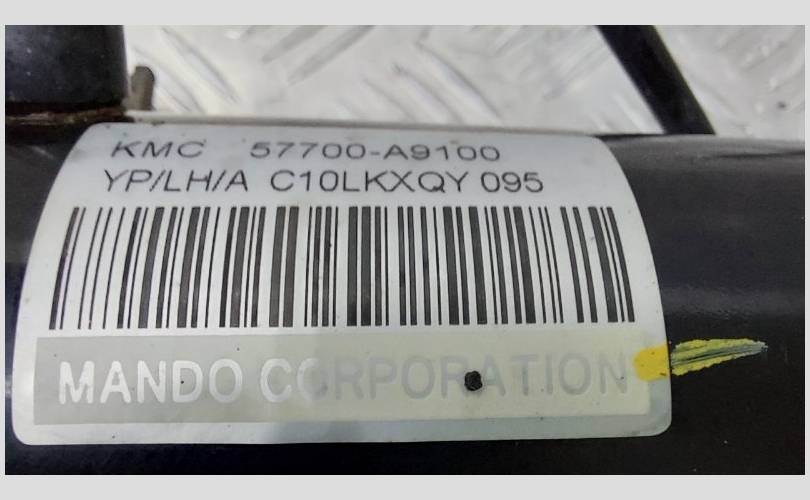 KMC 57700-A9100
YP/LH/A C10LKXQY 095
MANDO CORPORATION